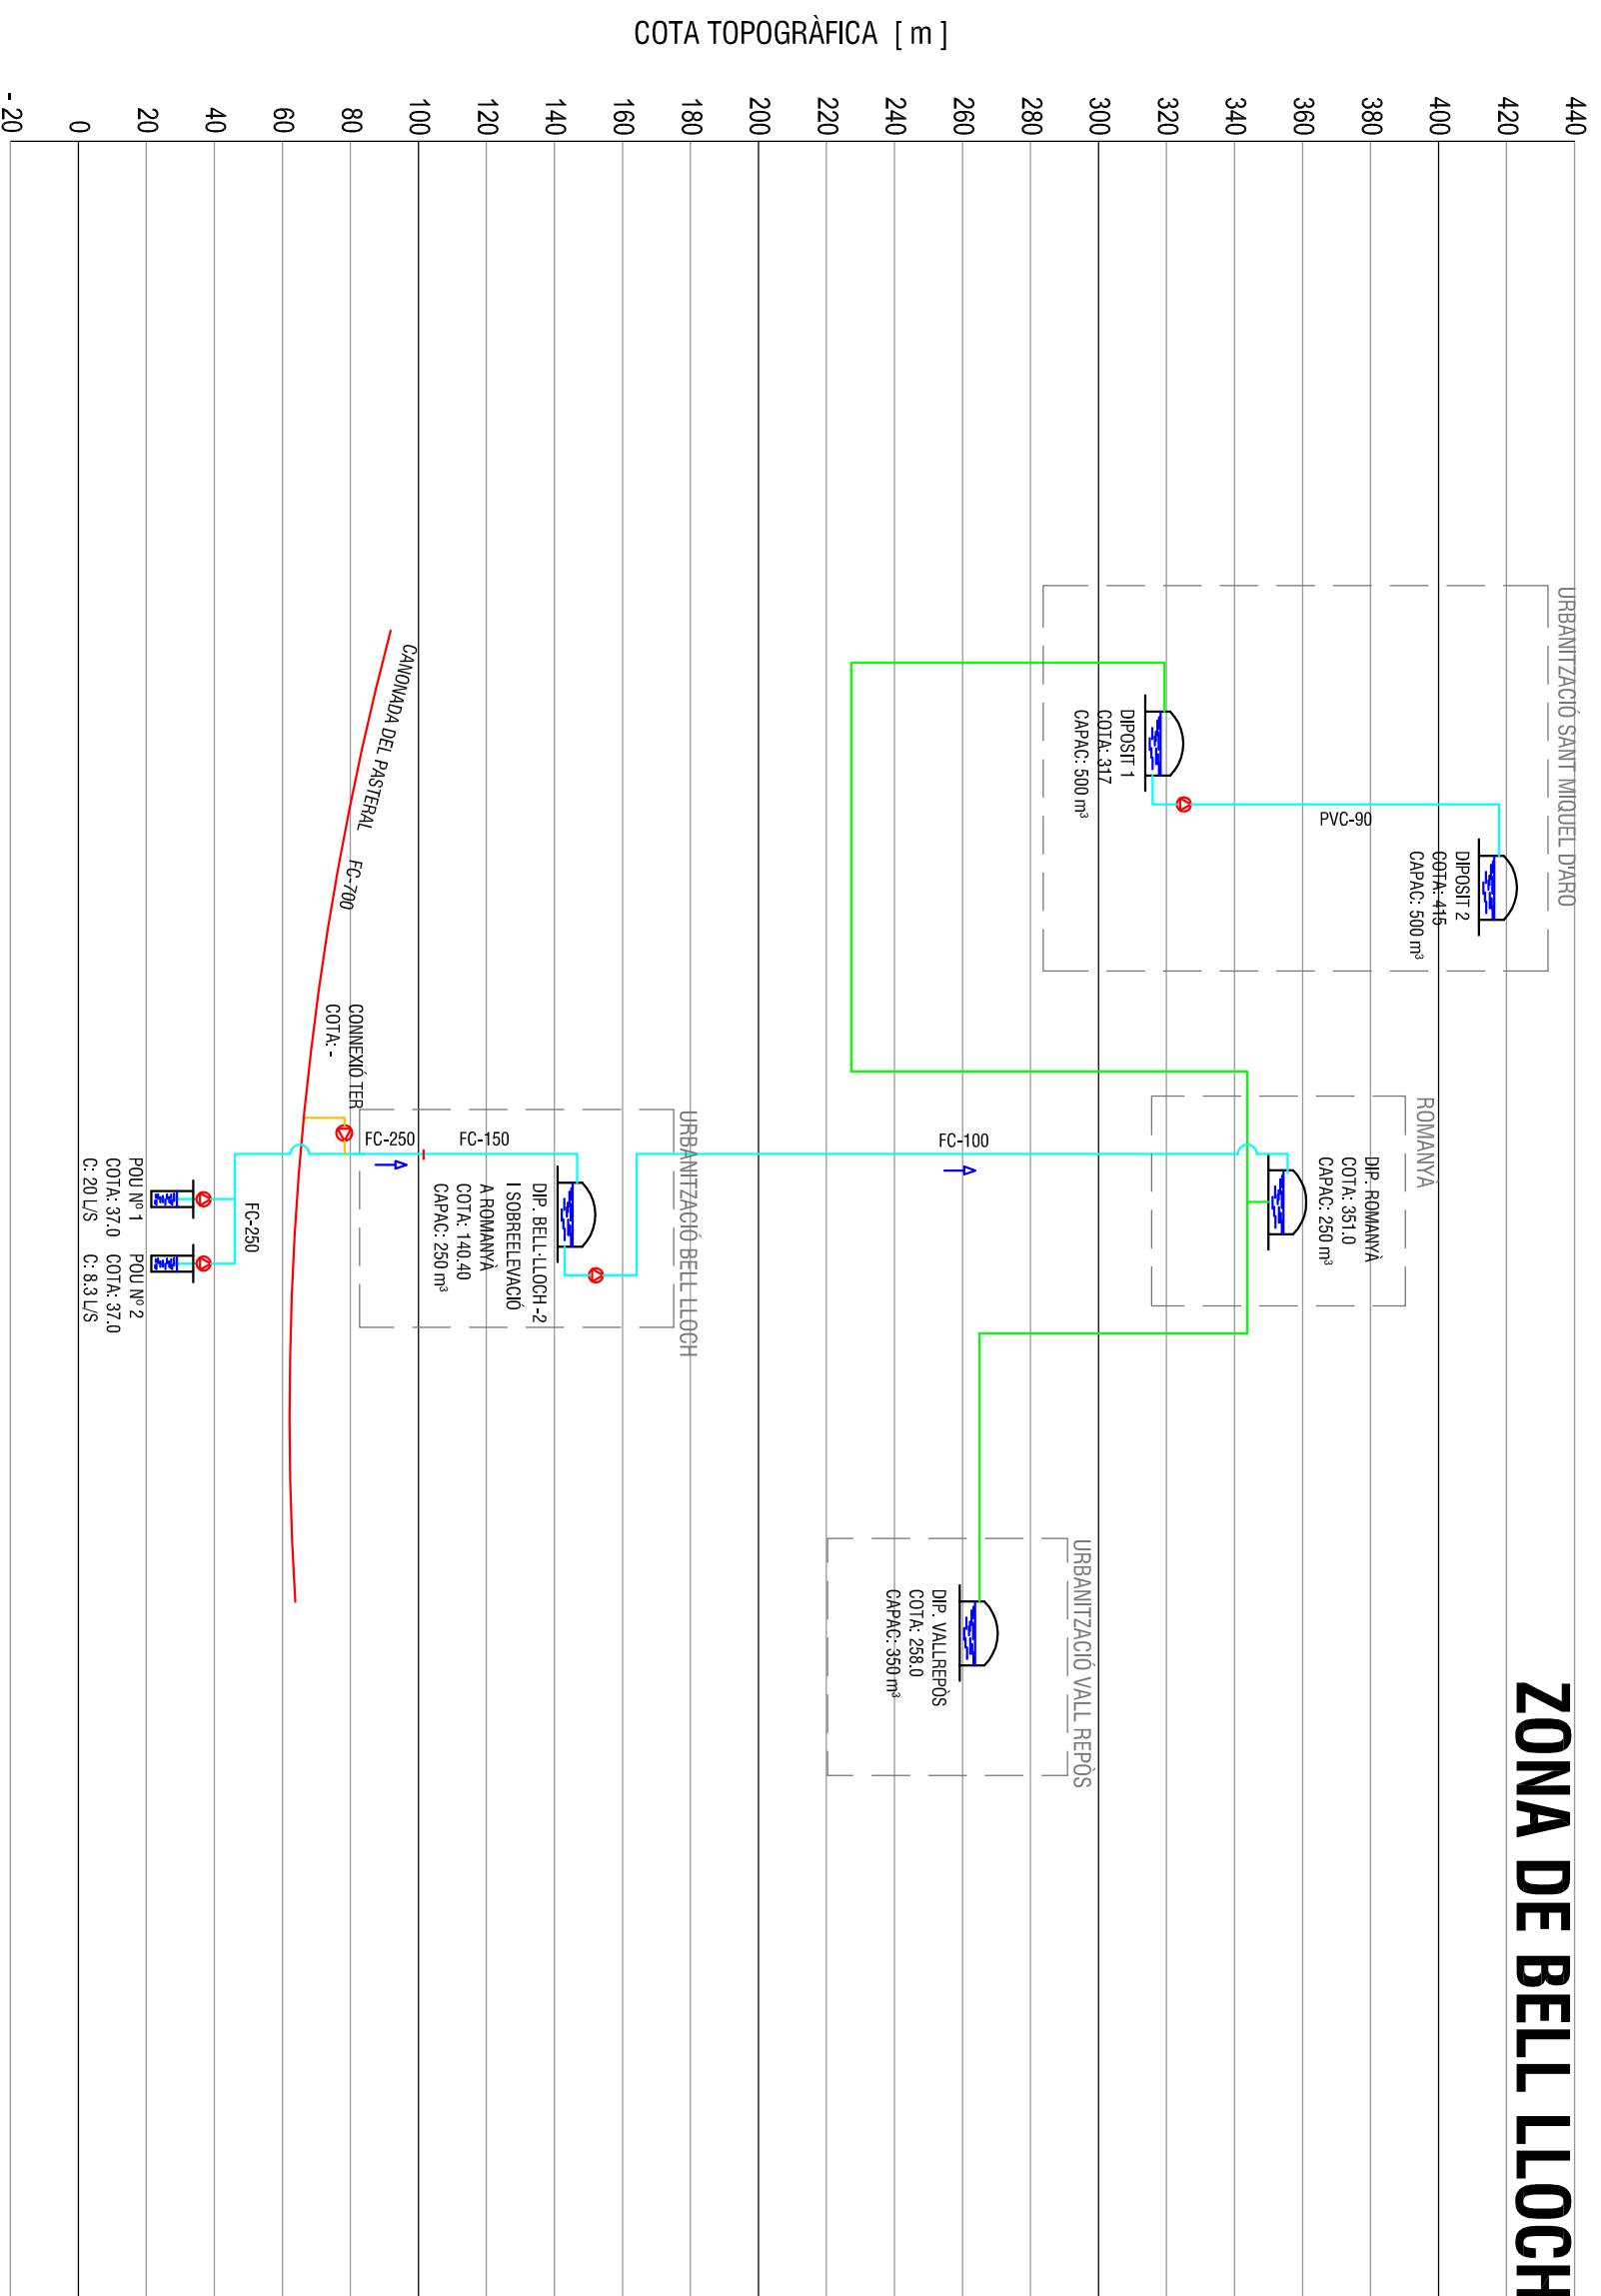 ZONA DE BELL LLOCH
COTA TOPOGRÀFICA [ m ]
440
420
400
380
360
340
320
300
280
260
240
220
200
180
160
140
120
100
80
60
40
20
0
-20
URBANITZACIÓ SANT MIQUEL D'ARO
DIPOSIT 2
COTA: 415
CAPAC: 500 m³
PVC-90
DIPOSIT 1
COTA: 317
CAPAC: 500 m³
ROMANYÀ
DIP. ROMANYÀ
COTA: 351.0
CAPAC: 250 m³
FC-100
URBANITZACIÓ VALL REPÒS
DIP. VALLREPÒS
COTA: 258.0
CAPAC: 350 m³
URBANITZACIÓ BELL LLOCH
DIP. BELL·LLOCH -2
I SOBREELEVACIÓ
A ROMANYÀ
COTA: 140.40
CAPAC: 250 m³
FC-150
FC-250
CANONADA DEL PASTERAL FC-700
CONNEXIÓ TER
COTA: -
FC-250
POU Nº 1
COTA: 37.0
C: 20 L/S
POU Nº 2
COTA: 37.0
C: 8.3 L/S